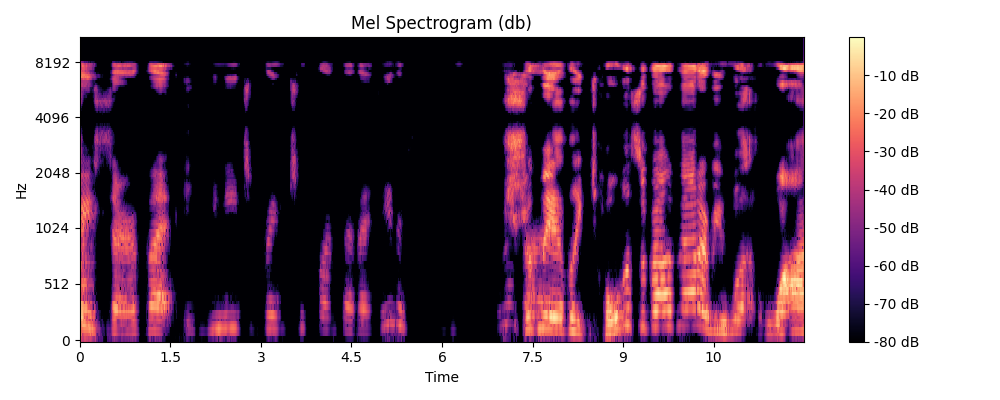 Mel Spectrogram (db)
8192
4096
2048
1024
512
0
Hz
0 1.5 3 4.5 6 7.5 9 10
Time
-10 dB
-20 dB
-30 dB
-40 dB
-50 dB
-60 dB
-70 dB
-80 dB